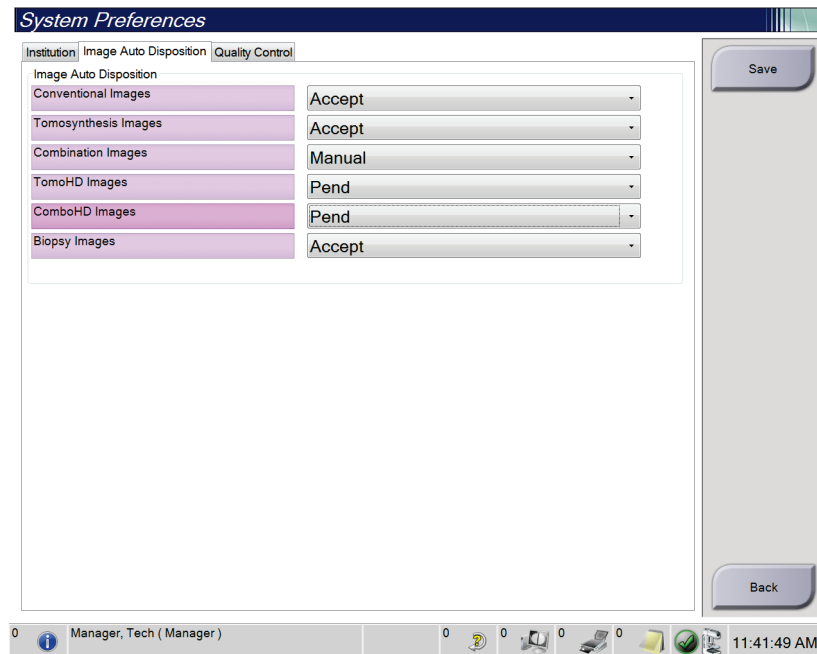 System Preferences
Institution Image Auto Disposition Quality Control
Image Auto Disposition
Conventional Images Accept
Tomosynthesis Images Accept
Combination Images Manual
TomoHD Images Pend
ComboHD Images Pend
Biopsy Images Accept
Save
Back
0 Manager, Tech ( Manager ) 0 0 0 0 11:41:49 AM